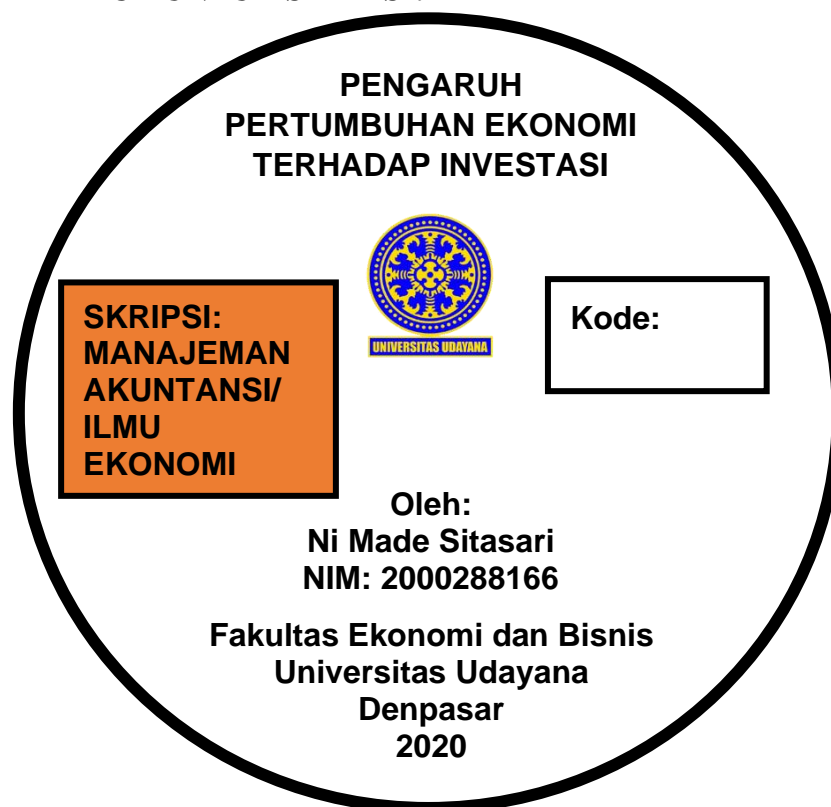 PENGARUH
PERTUMBUHAN EKONOMI
TERHADAP INVESTASI
UNIVERSITAS UDAYANA
SKRIPSI:
MANAJEMAN
AKUNTANSI/
ILMU
EKONOMI
Kode:
Oleh:
Ni Made Sitasari
NIM: 2000288166
Fakultas Ekonomi dan Bisnis
Universitas Udayana
Denpasar
2020